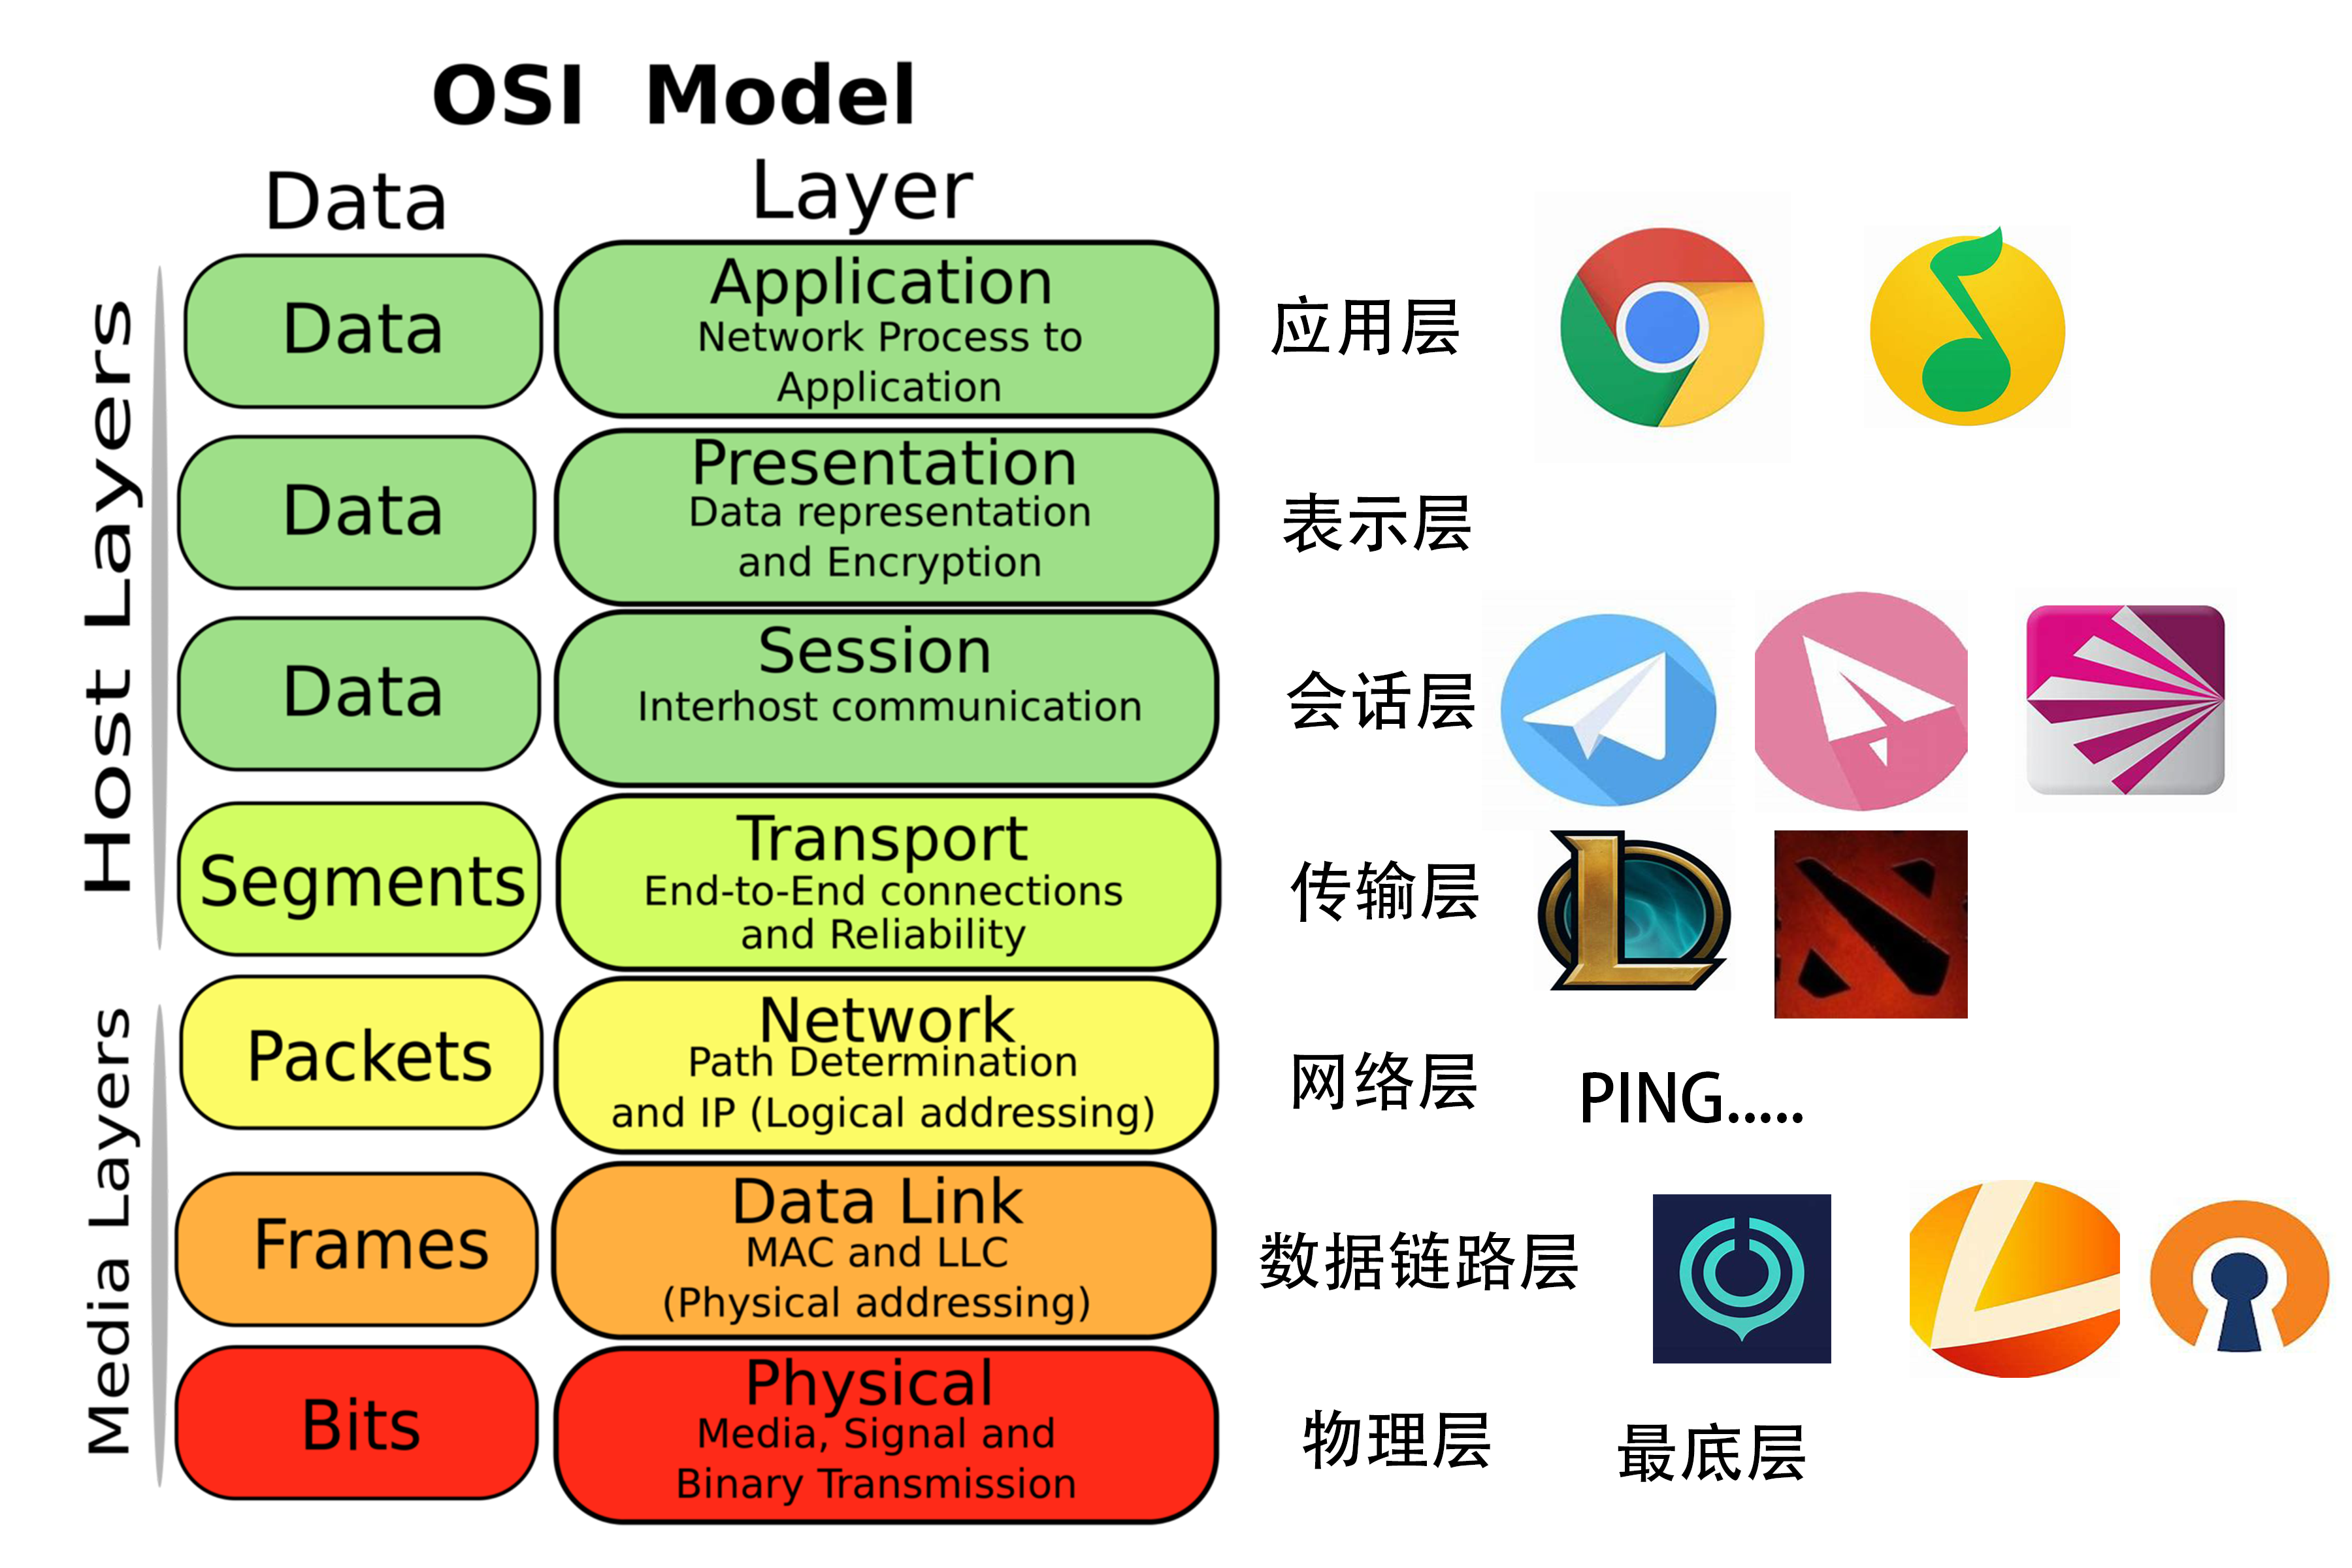 OSI Model
Data
Layer
Host Layers
Data
Application
Network Process to
Application
应用层
Data
Presentation
Data representation
and Encryption
表示层
Data
Session
Interhost communication
会话层
Segments
Transport
End-to-End connections
and Reliability
传输层
Media Layers
Packets
Network
Path Determination
and IP (Logical addressing)
网络层
PING.....
Frames
Data Link
MAC and LLC
(Physical addressing)
数据链路层
Bits
Physical
Media, Signal and
Binary Transmission
物理层
最底层